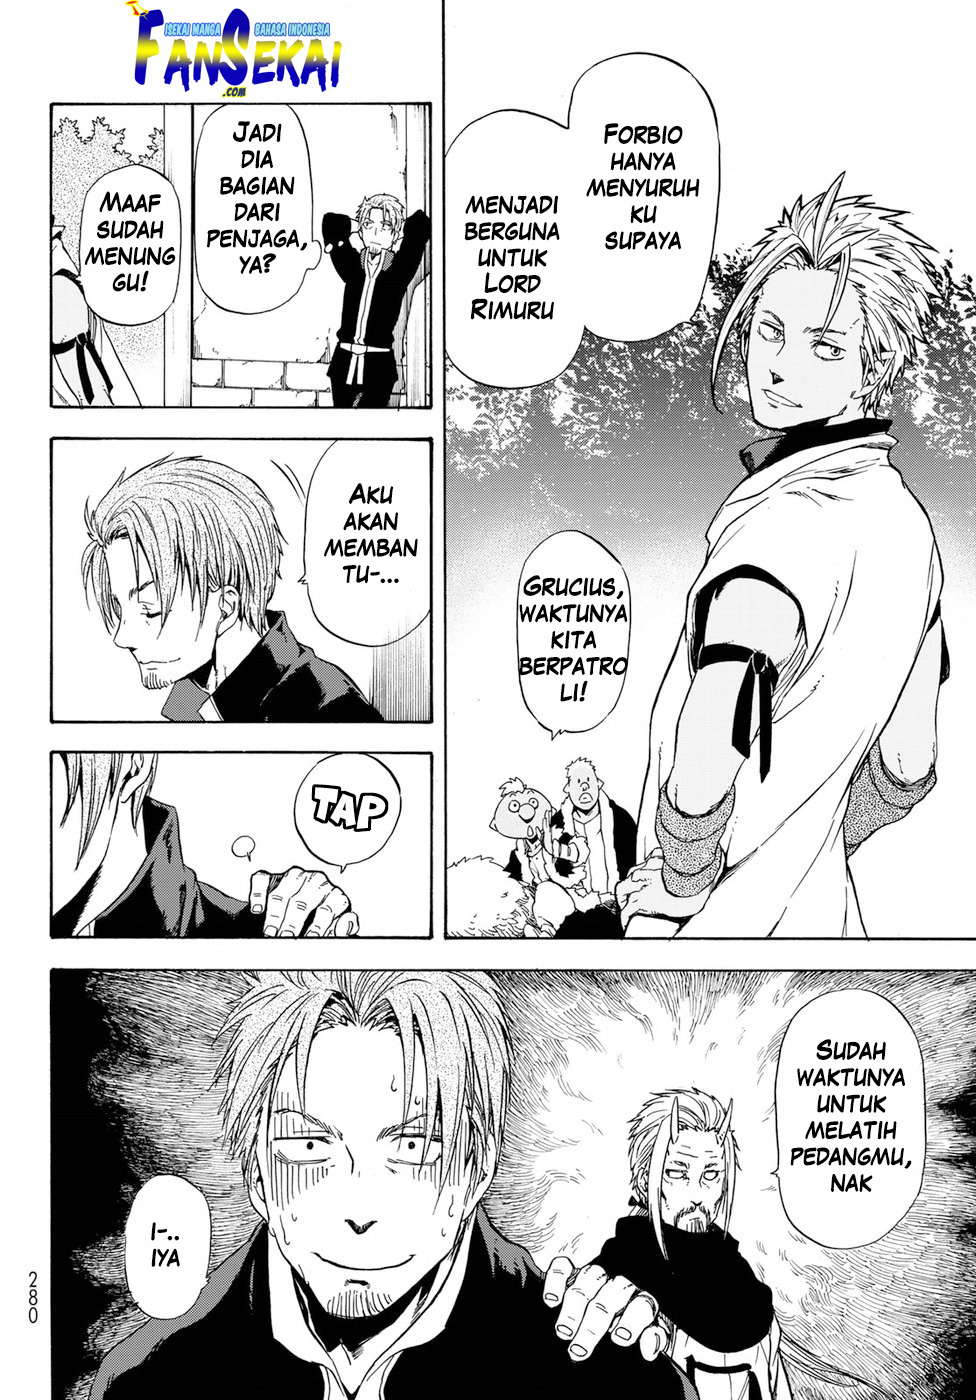 ISEKAI MANGA BAHASA INDONESIA
FANSEKAI
.COM
FORBIO
HANYA
MENYURUH
KU
SUPAYA
MENJADI
BERGUNA
UNTUK
LORD
RIMURU
GRUCIUS,
WAKTUNYA
KITA
BERPATRO
LI!
JADI
DIA
BAGIAN
DARI
PENJAGA,
YA?
MAAF
SUDAH
MENUNG
GU!
AKU
AKAN
MEMBAN
TU-...
TAP
SUDAH
WAKTUNYA
UNTUK
MELATIH
PEDANGMU,
NAK
I-..
IYA
280